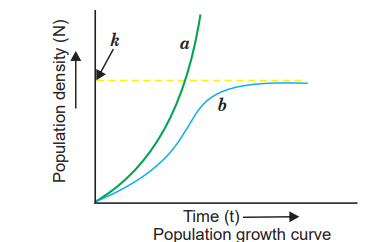 Population density (N)
k
a
b
Time (t)
Population growth curve